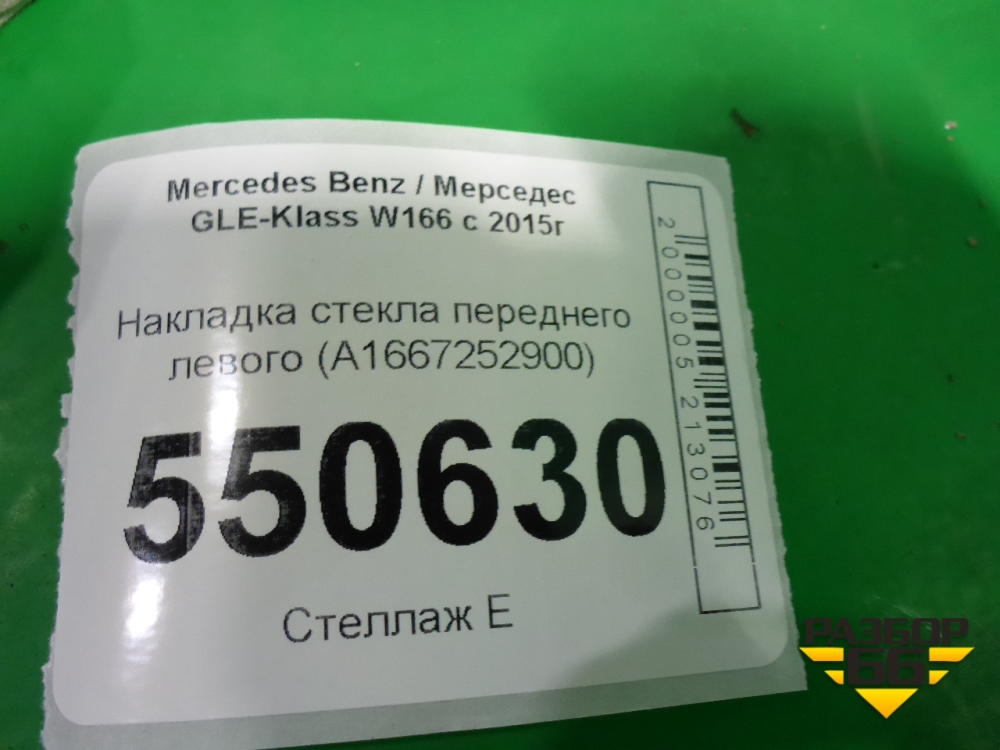 Mercedes Benz / Мерседес
GLE-Klass W166 с 2015г
Накладка стекла переднего
левого (A1667252900)
550630
Стеллаж Е
2000005213076
РАЗБОР
66